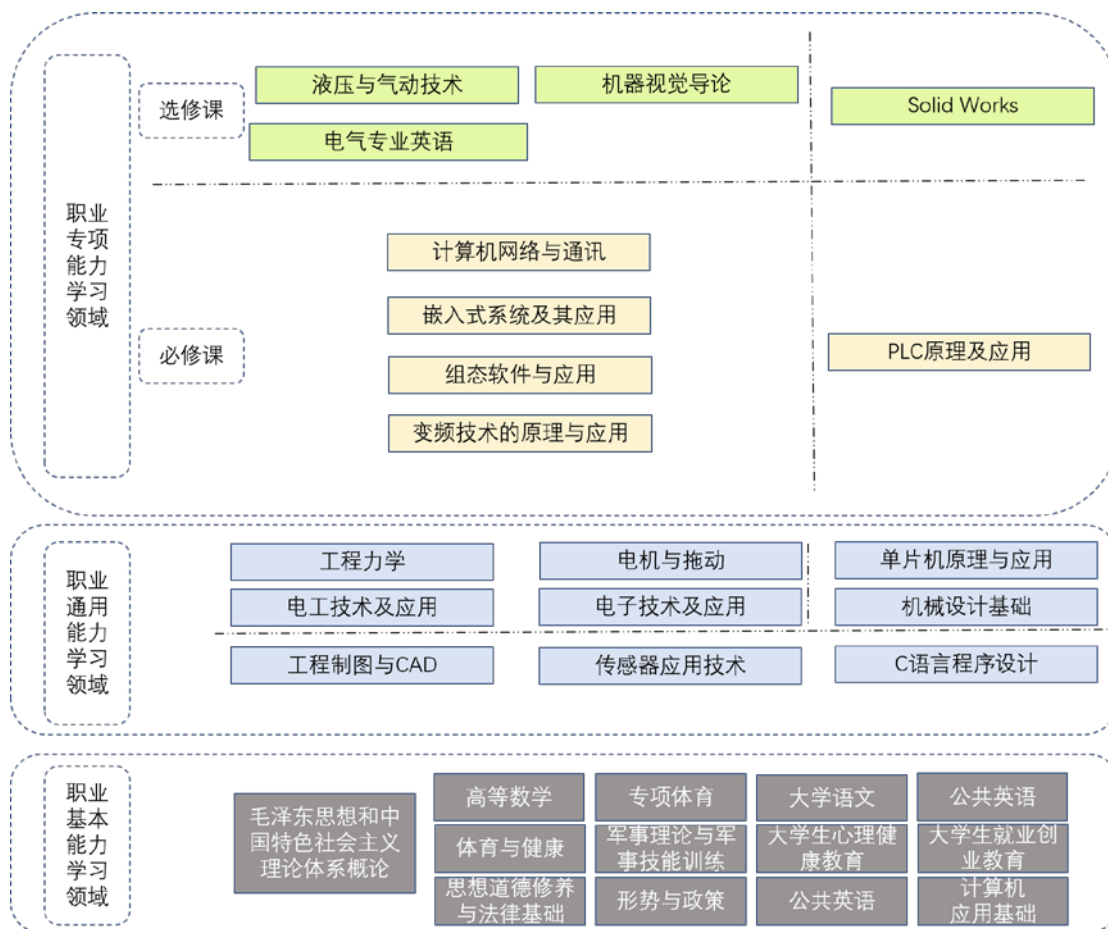 职业
专项
能力
学习
领域
选修课
液压与气动技术
机器视觉导论
Solid Works
电气专业英语
必修课
计算机网络与通讯
嵌入式系统及其应用
组态软件与应用
变频技术的原理与应用
PLC原理及应用
职业
通用
能力
学习
领域
工程力学
电机与拖动
单片机原理与应用
电工技术及应用
电子技术及应用
机械设计基础
工程制图与CAD
传感器应用技术
C语言程序设计
职业
基本
能力
学习
领域
毛泽东思想和中
国特色社会主义
理论体系概论
高等数学
专项体育
大学语文
公共英语
体育与健康
军事理论与军
事技能训练
大学生心理健
康教育
大学生就业创
业教育
思想道德修养
与法律基础
形势与政策
公共英语
计算机
应用基础